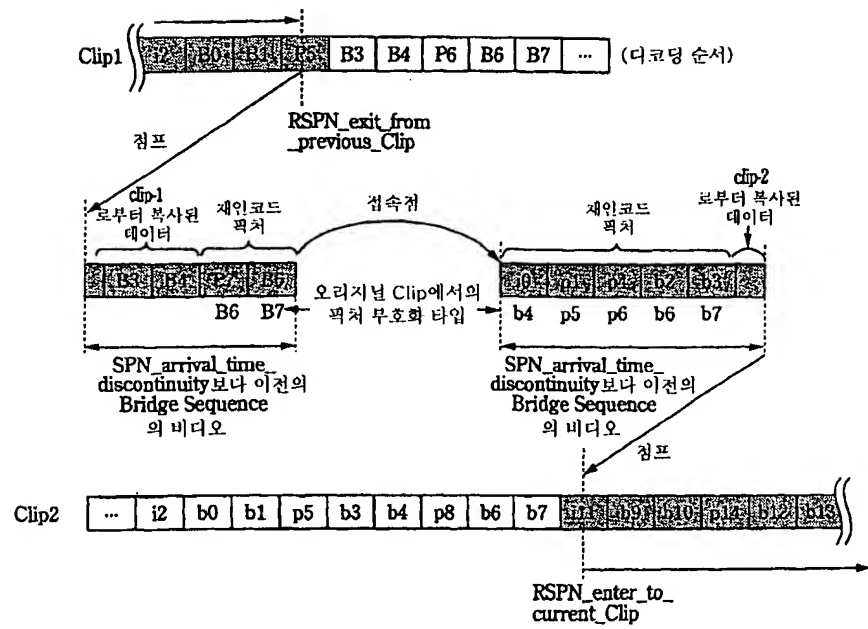 Clip1 i2 B0 B1 P5 B3 B4 P6 B6 B7 ... (디코딩 순서)
점프
RSPN_exit_from
_previous_Clip
clip-1
로부터 복사된
데이터
재인코드
픽처
접속점
재인코드
픽처
clip-2
로부터 복사된
데이터
B3 B4 P7 B6
i0 p1 p2 b2 b3
B6 B7
오리지널 Clip에서의
픽처 부호화 타입
b4 p5 p6 b6 b7
SPN_arrival_time_
discontinuity보다 이전의
Bridge Sequence
의 비디오
SPN_arrival_time_
discontinuity보다 이전의
Bridge Sequence
의 비디오
점프
Clip2 ... i2 b0 b1 p5 b3 b4 p8 b6 b7 i11 b9 b10 p14 b12 b13
RSPN_enter_to_
current_Clip